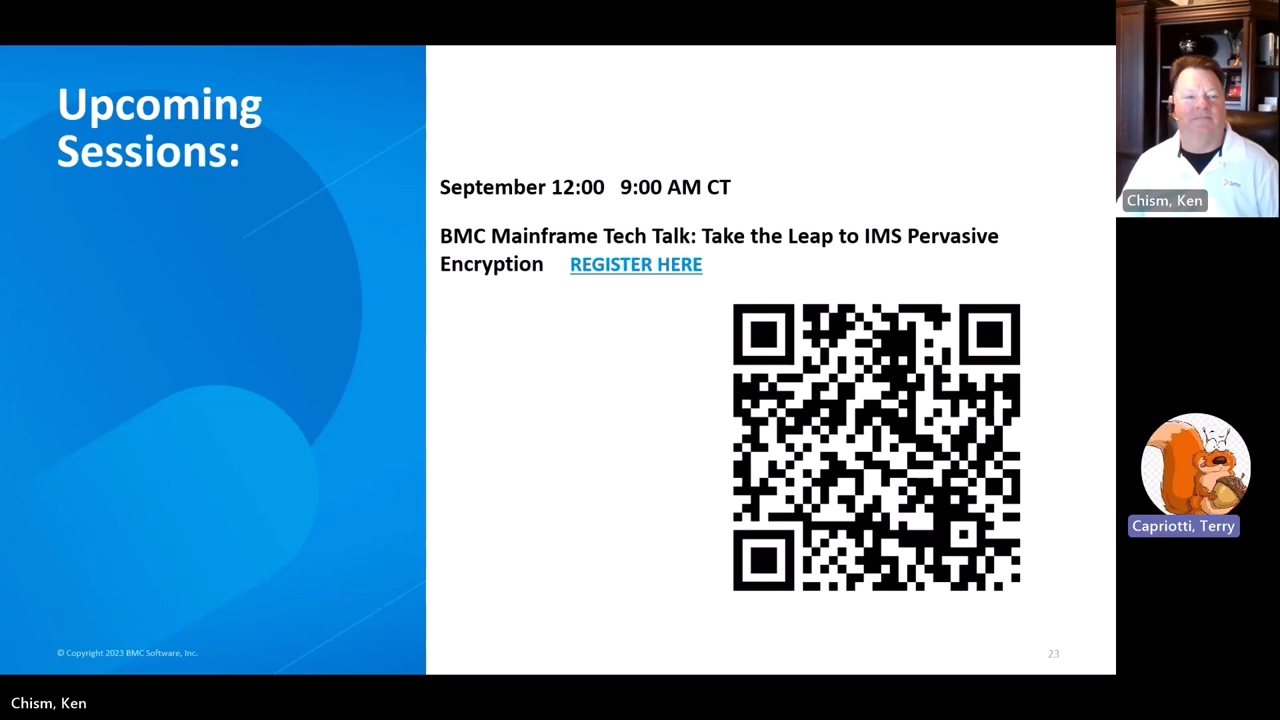 Upcoming
Sessions:
September 12:00 9:00 AM CT
BMC Mainframe Tech Talk: Take the Leap to IMS Pervasive
Encryption REGISTER HERE
© Copyright 2023 BMC Software, Inc.
23
Chism, Ken
Capriotti, Terry
Chism, Ken